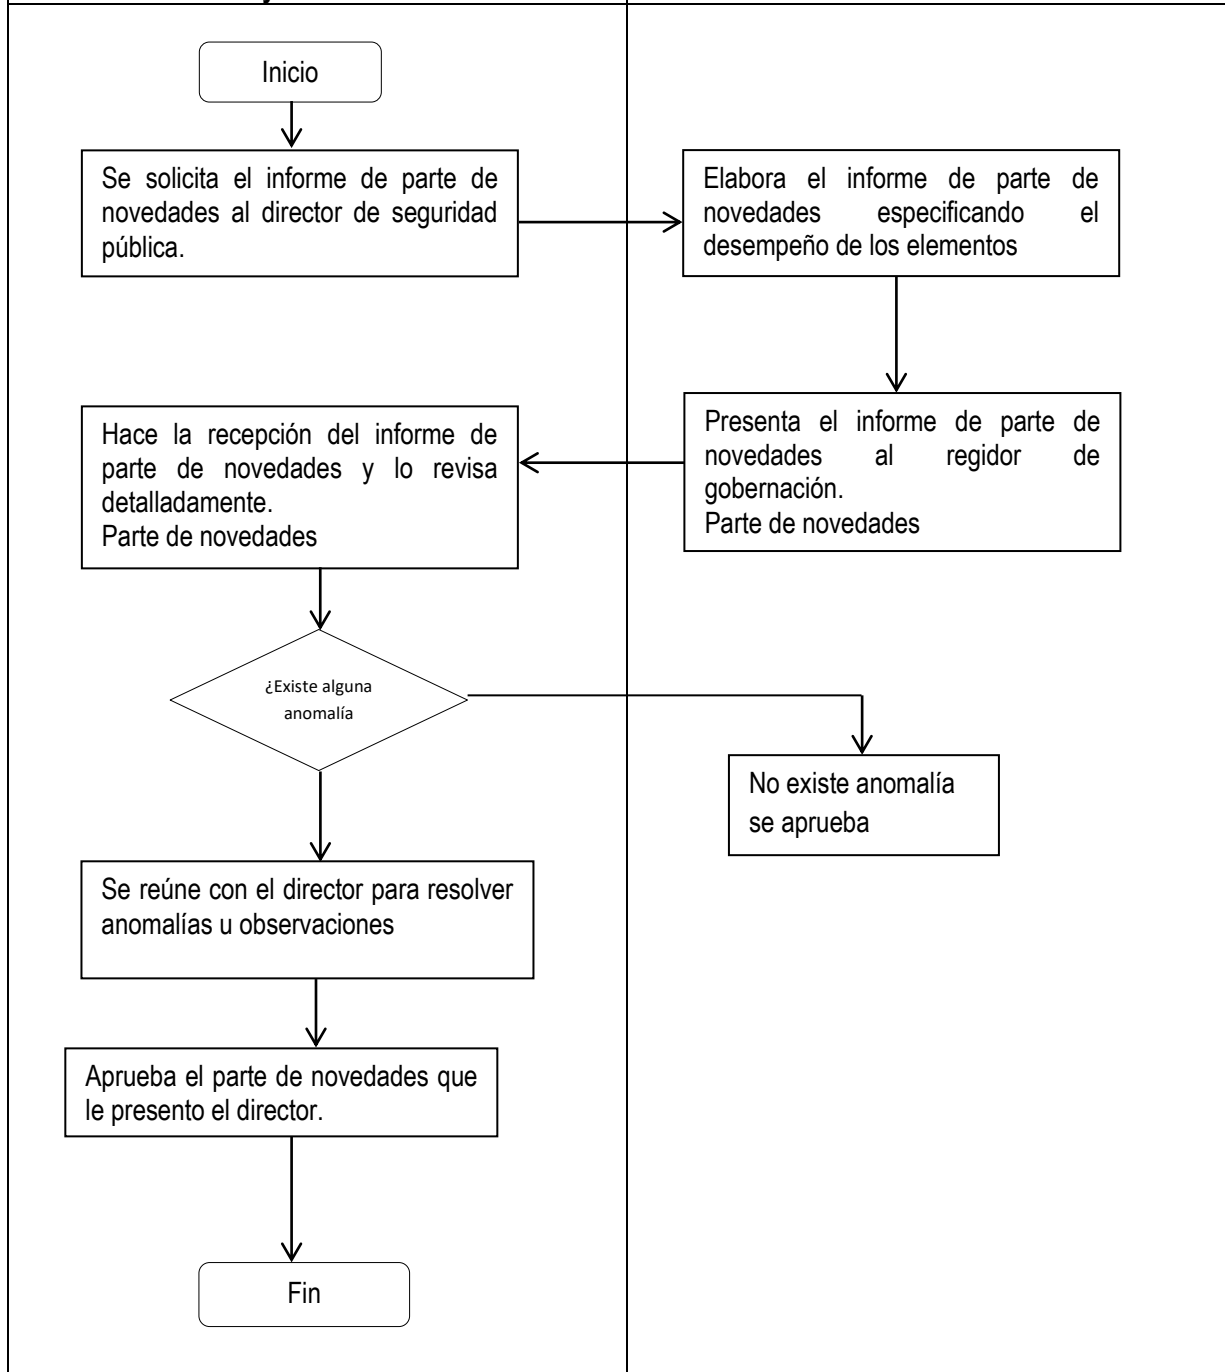 Inicio
Se solicita el informe de parte de
novedades al director de seguridad
pública.
Elabora el informe de parte de
novedades especificando el
desempeño de los elementos
Presenta el informe de parte de
novedades al regidor de
gobernación.
Parte de novedades
Hace la recepción del informe de
parte de novedades y lo revisa
detalladamente.
Parte de novedades
¿Existe alguna
anomalía
No existe anomalía
se aprueba
Se reúne con el director para resolver
anomalías u observaciones
Aprueba el parte de novedades que
le presento el director.
Fin